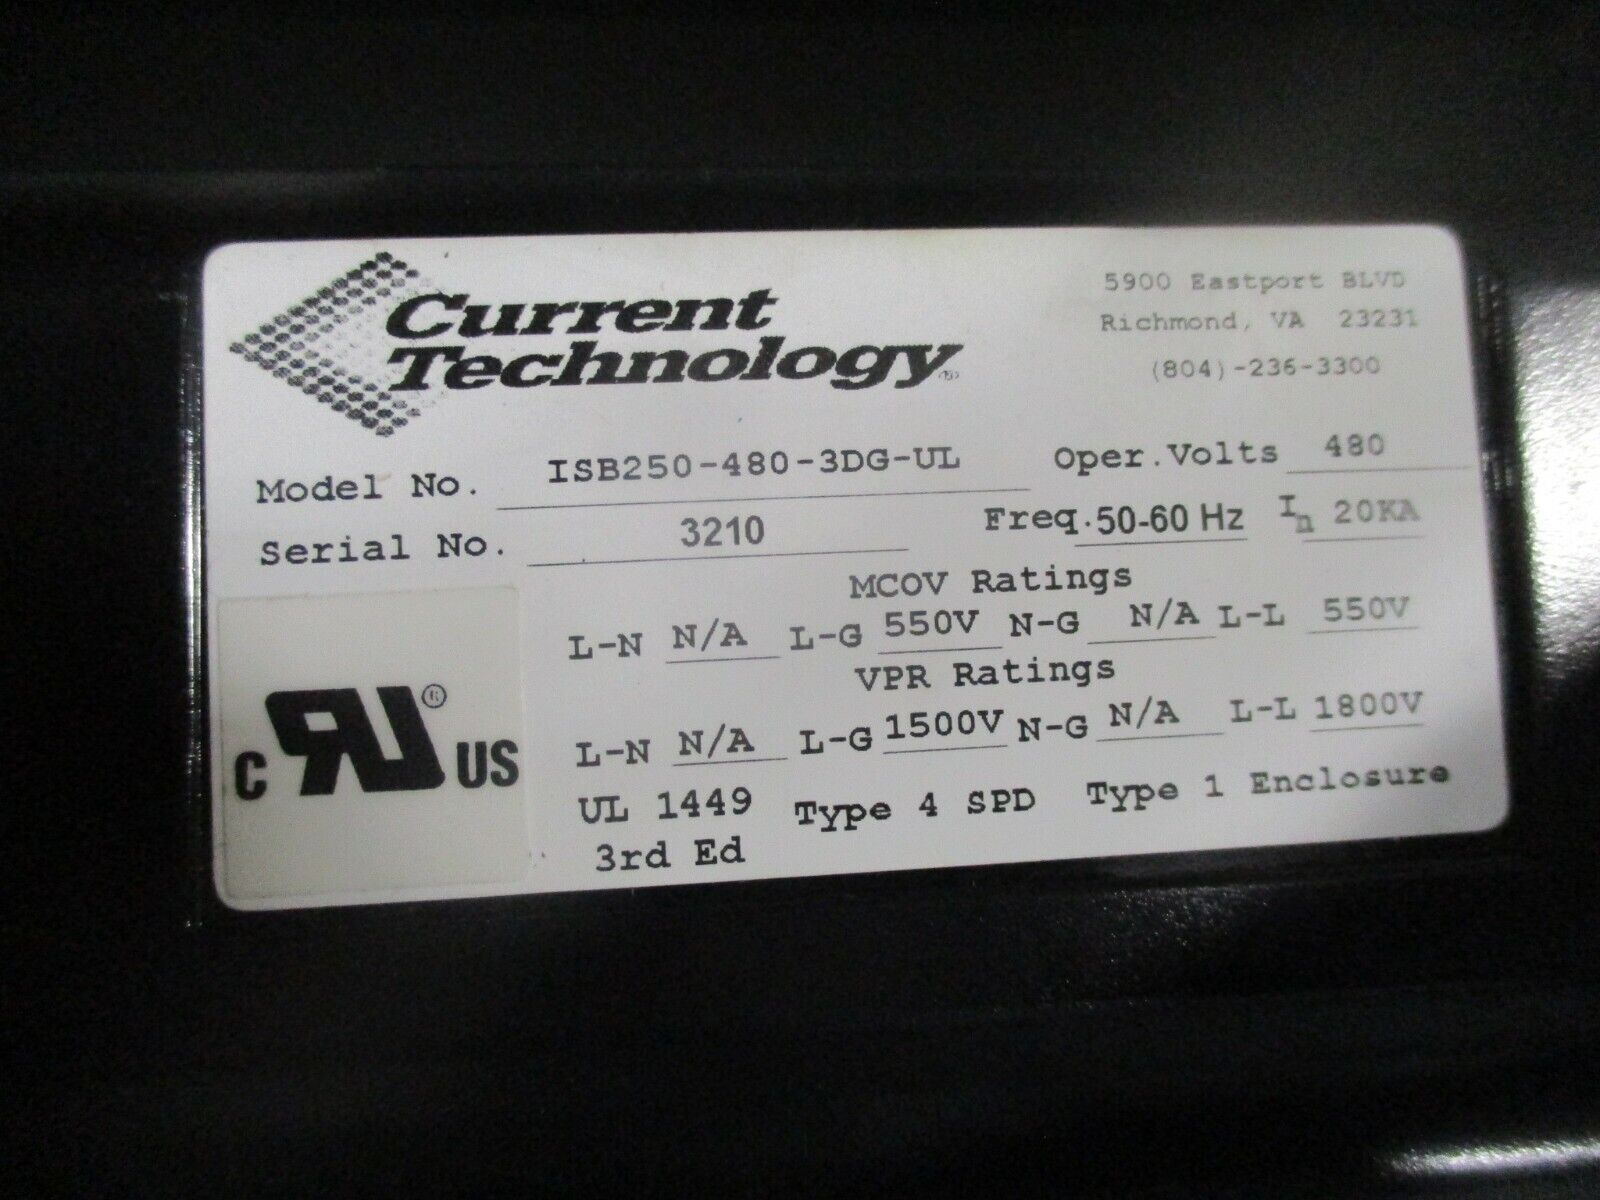 Current
Technology®
5900 Eastport BLVD
Richmond, VA 23231
(804)-236-3300
Model No. ISB250-480-3DG-UL Oper.Volts 480
Serial No. 3210 Freq. 50-60 Hz In 20KA
MCOV Ratings
L-N N/A L-G 550V N-G N/A L-L 550V
VPR Ratings
L-N N/A L-G 1500V N-G N/A L-L 1800V
UL 1449 Type 4 SPD Type 1 Enclosure
3rd Ed
C RU® US